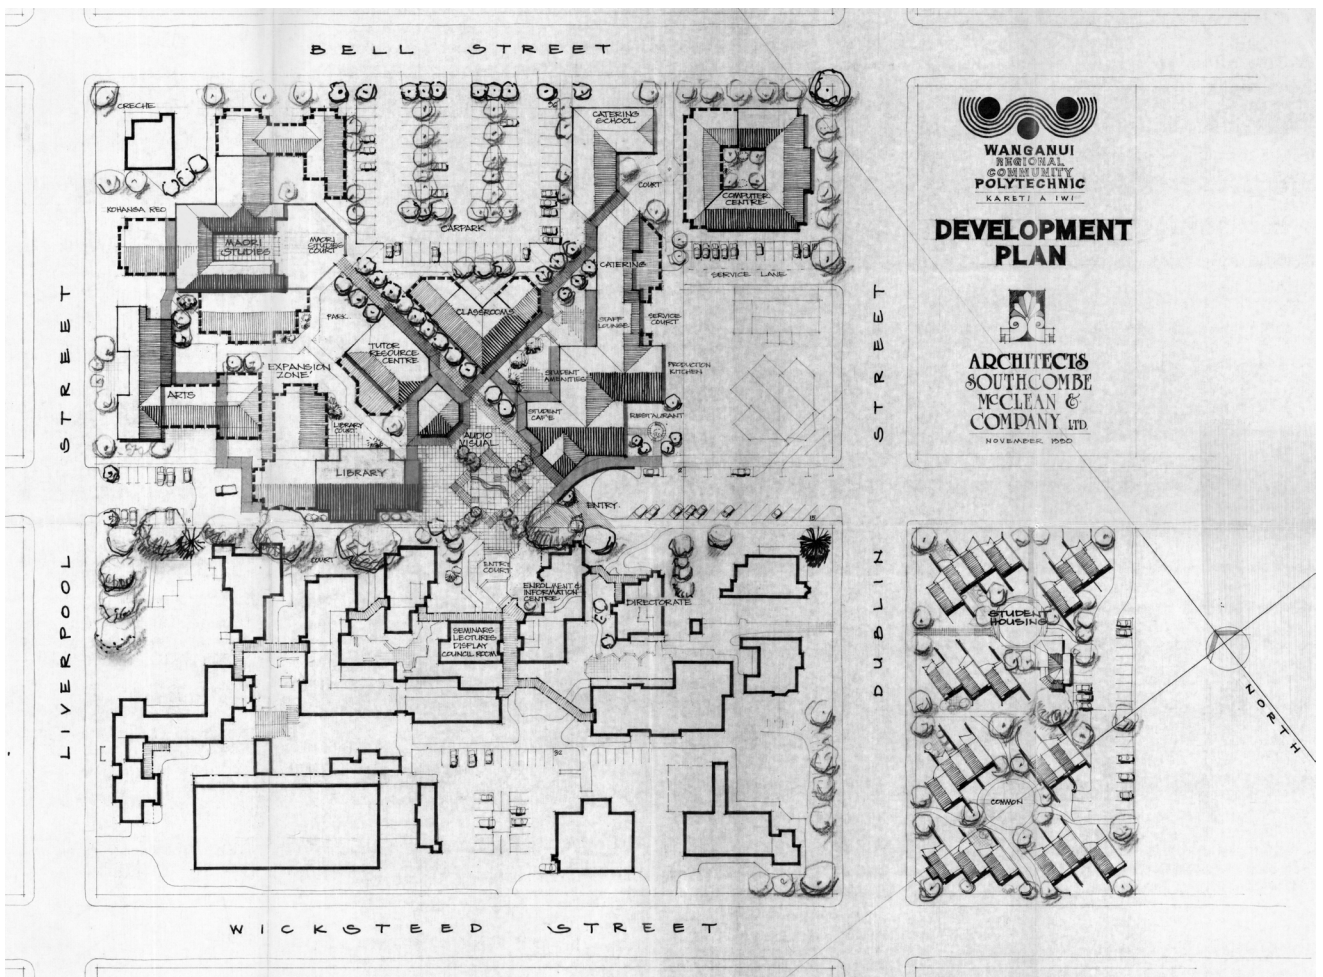 BELL STREET
CRECHE
CATERING
SCHOOL
COURT
COMPUTER
CENTRE
KOHANGA REO
MAORI
STUDIES
MAORI
STUDIES
COURT
CARPARK
CATERING
SERVICE LANE
PARK
CLASSROOMS
STAFF
LOUNGE
SERVICE
COURT
TUTOR
RESOURCE
CENTRE
'EXPANSION
ZONE'
STUDENT
AMENITIES
PRODUCTION
KITCHEN
ARTS
LIBRARY
COURT
STUDENT
CAFE
RESTAURANT
AUDIO
VISUAL
LIBRARY
ENTRY
COURT
ENTRY
COURT
ENROLMENT &
INFORMATION
CENTRE
DIRECTORATE
SEMINARS
LECTURES
DISPLAY
COUNCIL ROOM
LIVERPOOL STREET
DUBLIN STREET
WICKSTEED STREET
WANGANUI
REGIONAL
COMMUNITY
POLYTECHNIC
KARETI A IWI
DEVELOPMENT
PLAN
ARCHITECTS
SOUTHCOMBE
McCLEAN &
COMPANY LTD.
NOVEMBER 1990
STUDENT
HOUSING
COMMON
NORTH